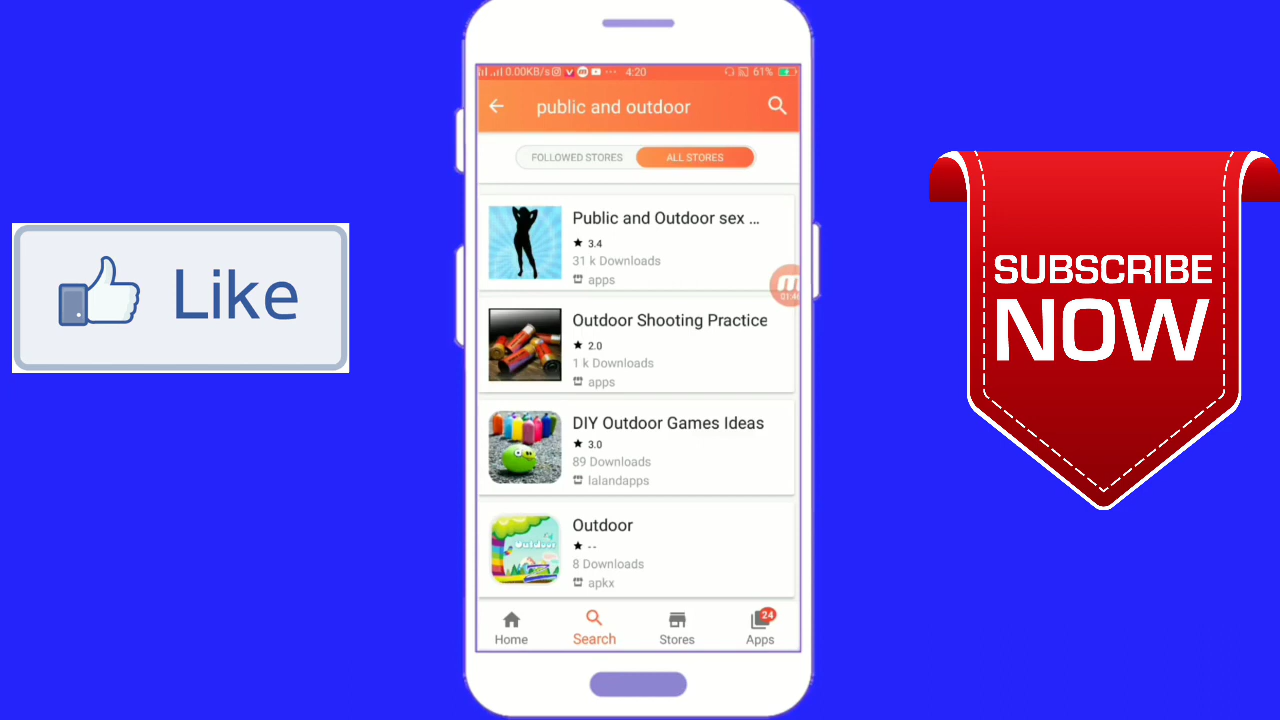 0.00KB/s 4:20 61%
public and outdoor
FOLLOWED STORES ALL STORES
Public and Outdoor sex ...
3.4
31 k Downloads
apps
01:46
Outdoor Shooting Practice
2.0
1 k Downloads
apps
DIY Outdoor Games Ideas
3.0
89 Downloads
lalandapps
Outdoor
--
8 Downloads
apkx
24
Home Search Stores Apps
Like
SUBSCRIBE
NOW